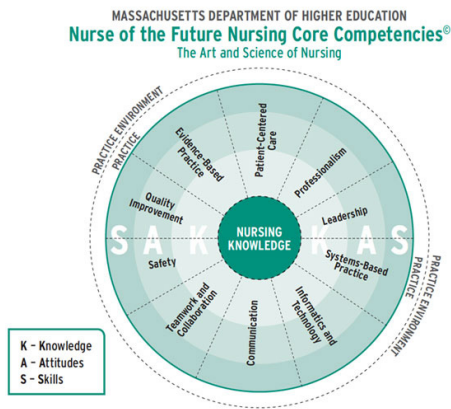 MASSACHUSETTS DEPARTMENT OF HIGHER EDUCATION
Nurse of the Future Nursing Core Competencies©
The Art and Science of Nursing
PRACTICE ENVIRONMENT
PRACTICE
Patient-Centered
Care
Professionalism
Leadership
Systems-Based
Practice
Informatics and
Technology
Communication
Teamwork and
Collaboration
Safety
Quality
Improvement
Evidence-Based
Practice
S A K
NURSING
KNOWLEDGE
K A S
PRACTICE
PRACTICE ENVIRONMENT
K – Knowledge
A – Attitudes
S – Skills